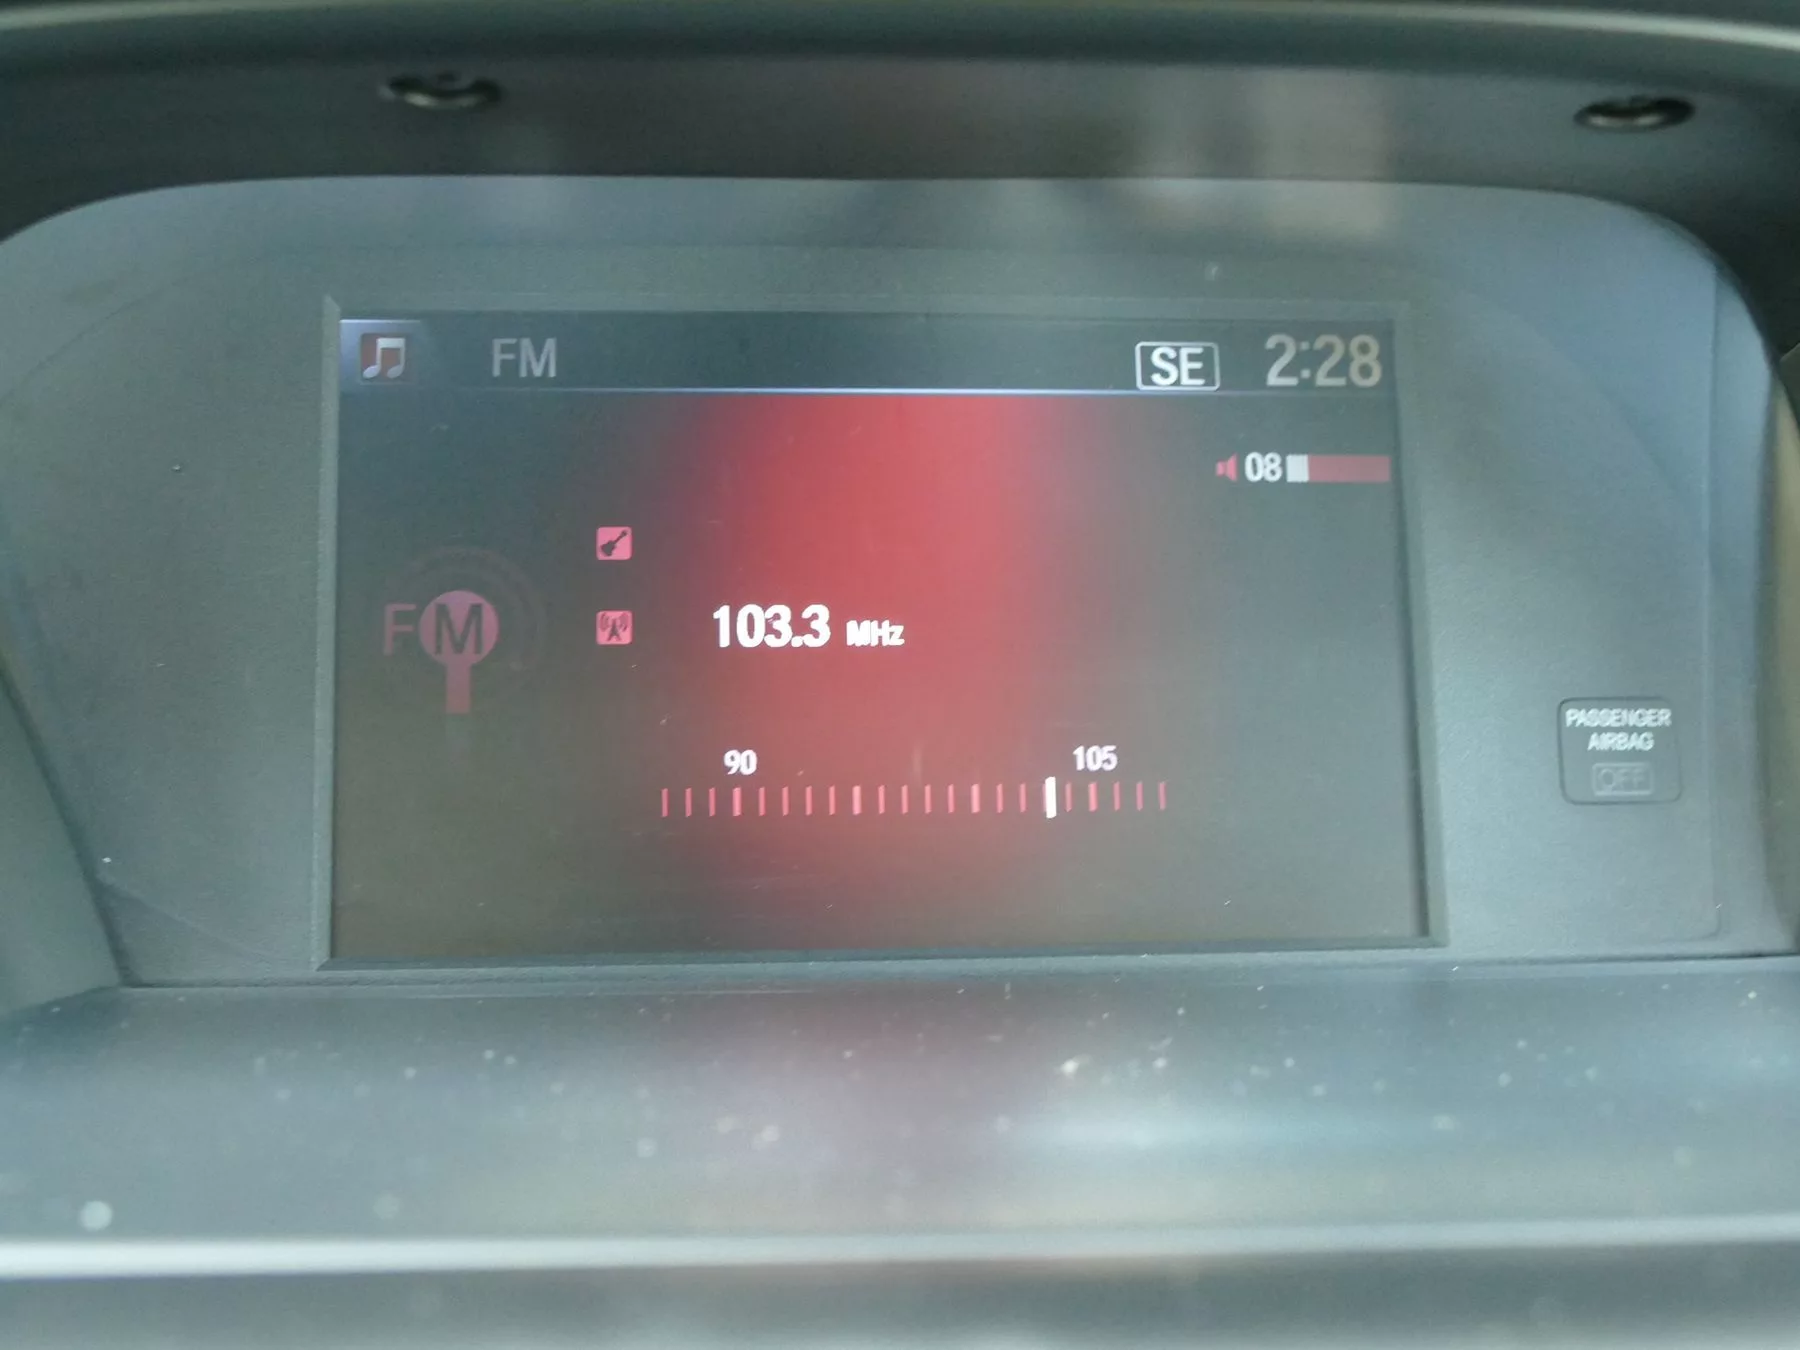 FM SE 2:28
08
FM
103.3 MHz
90 105
PASSENGER
AIRBAG
OFF